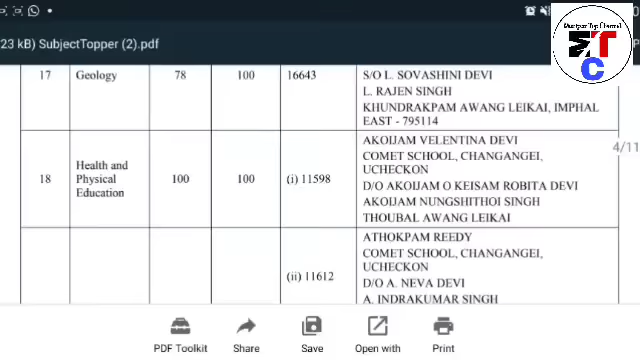 23 kB) SubjectTopper (2).pdf
TC
4/11
17 Geology 78 100 16643 S/O L. SOVASHINI DEVI
L. RAJEN SINGH
KHUNDRAKPAM AWANG LEIKAI, IMPHAL
EAST - 795114
18 Health and Physical Education 100 100 (i) 11598 AKOIJAM VELENTINA DEVI
COMET SCHOOL, CHANGANGEI,
UCHECKON
D/O AKOIJAM O KEISAM ROBITA DEVI
AKOIJAM NUNGSHITHOI SINGH
THOUBAL AWANG LEIKAI
(ii) 11612 ATHOKPAM REEDY
COMET SCHOOL, CHANGANGEI,
UCHECKON
D/O A. NEVA DEVI
A. INDRAKUMAR SINGH
PDF Toolkit Share Save Open with Print